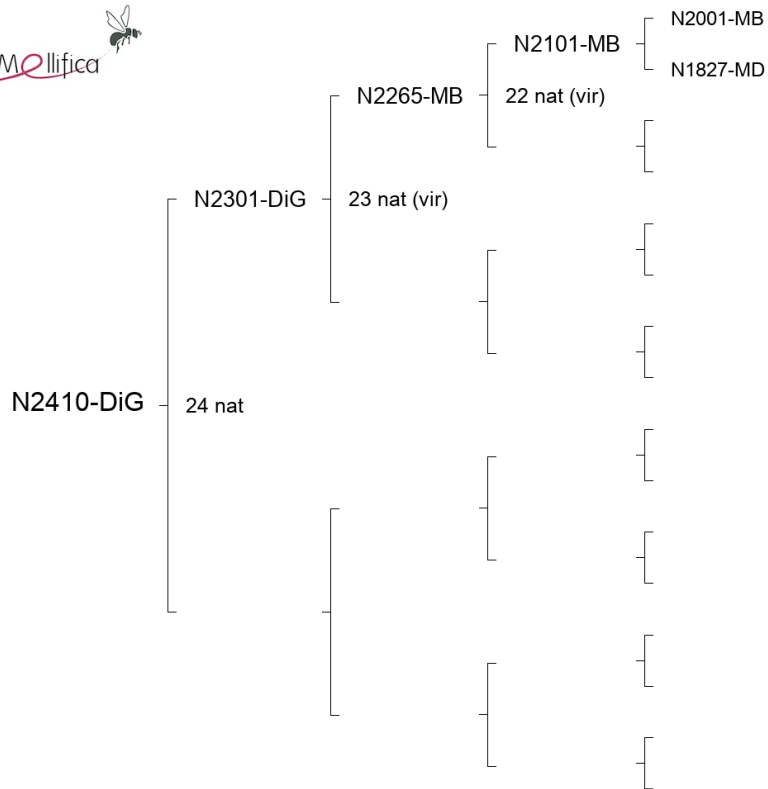 Mellifica
N2001-MB
N2101-MB
N1827-MD
N2265-MB
22 nat (vir)
N2301-DiG
23 nat (vir)
N2410-DiG
24 nat